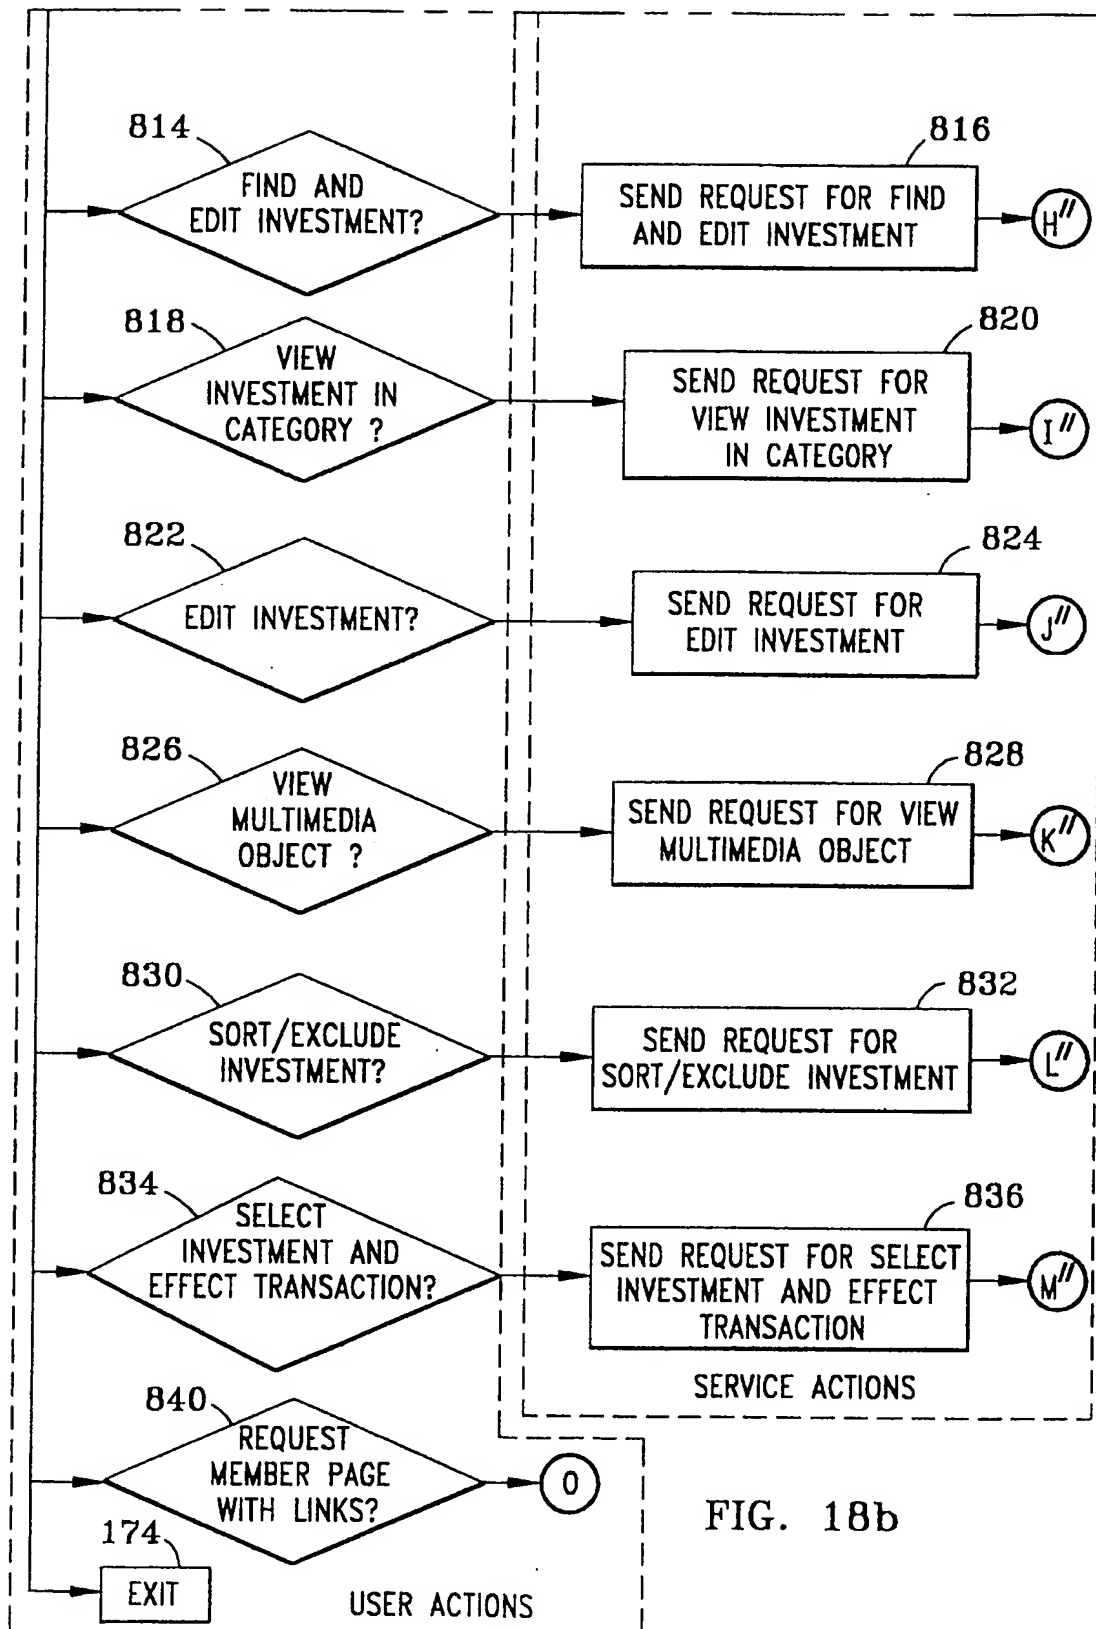 814
FIND AND
EDIT INVESTMENT?
816
SEND REQUEST FOR FIND
AND EDIT INVESTMENT
H"
818
VIEW
INVESTMENT IN
CATEGORY ?
820
SEND REQUEST FOR
VIEW INVESTMENT
IN CATEGORY
I"
822
EDIT INVESTMENT?
824
SEND REQUEST FOR
EDIT INVESTMENT
J"
826
VIEW
MULTIMEDIA
OBJECT ?
828
SEND REQUEST FOR VIEW
MULTIMEDIA OBJECT
K"
830
SORT/EXCLUDE
INVESTMENT?
832
SEND REQUEST FOR
SORT/EXCLUDE INVESTMENT
L"
834
SELECT
INVESTMENT AND
EFFECT TRANSACTION?
836
SEND REQUEST FOR SELECT
INVESTMENT AND EFFECT
TRANSACTION
M"
SERVICE ACTIONS
840
REQUEST
MEMBER PAGE
WITH LINKS?
O
174
EXIT
USER ACTIONS
FIG. 18b